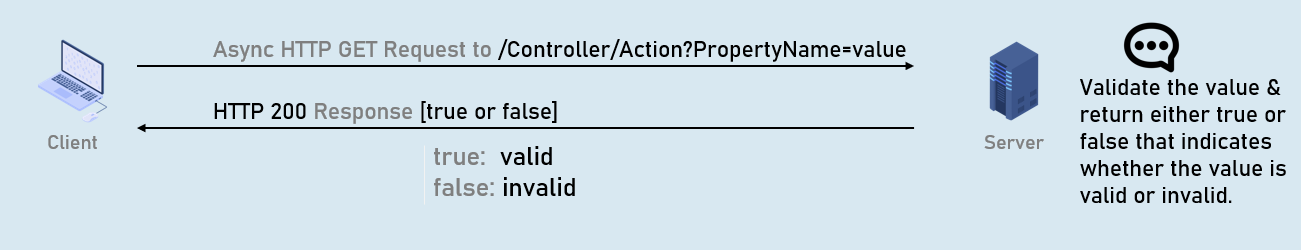 Async HTTP GET Request to /Controller/Action?PropertyName=value
HTTP 200 Response [true or false]
true: valid
false: invalid
Client
Server
Validate the value &
return either true or
false that indicates
whether the value is
valid or invalid.